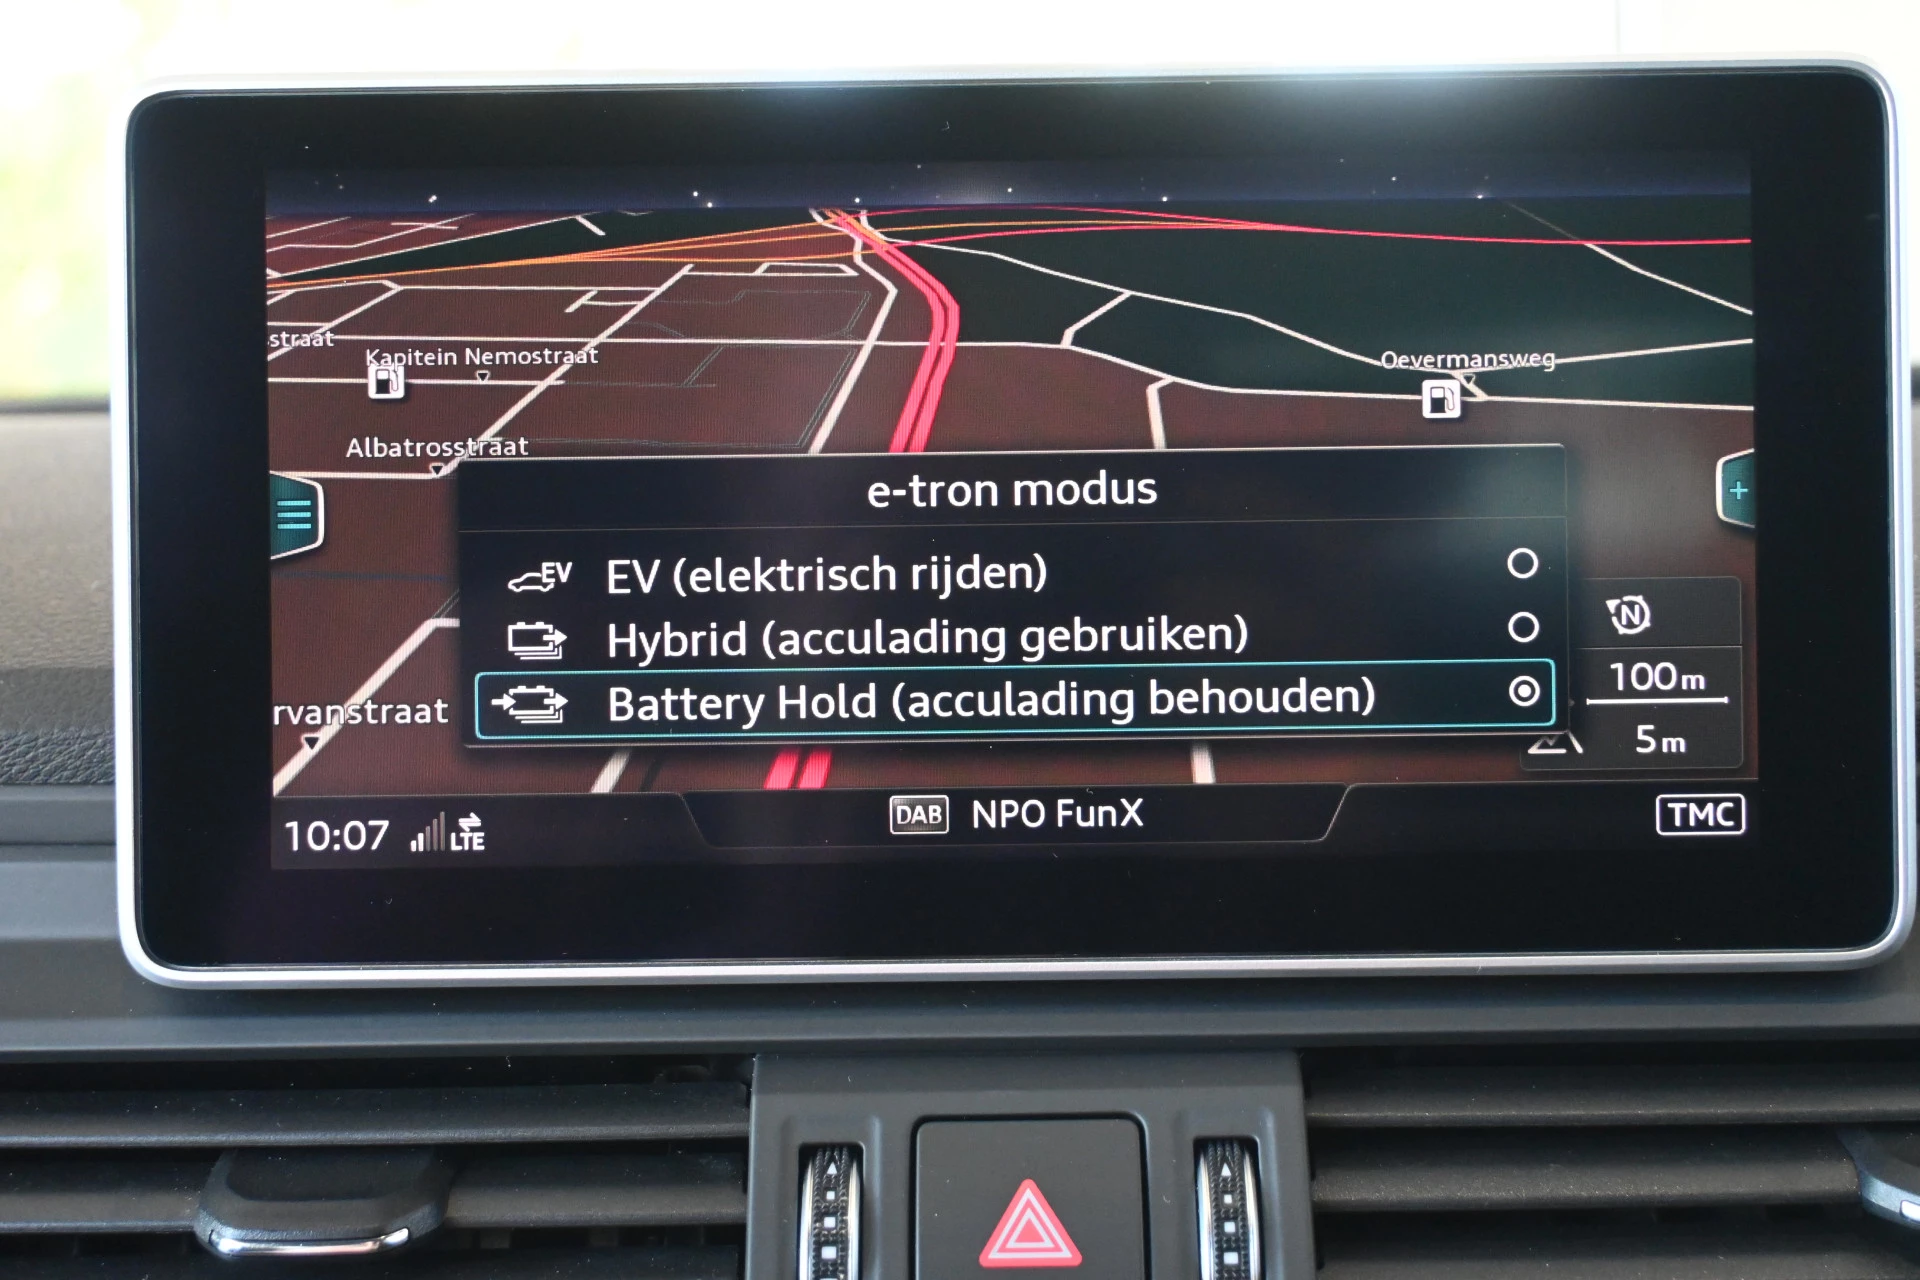 straat
Kapitein Nemostraat
Oevermansweg
Albatrosstraat
e-tron modus
EV EV (elektrisch rijden)
Hybrid (acculading gebruiken)
N
Battery Hold (acculading behouden)
100m
rvanstraat
5m
10:07 LTE
DAB NPO FunX
TMC